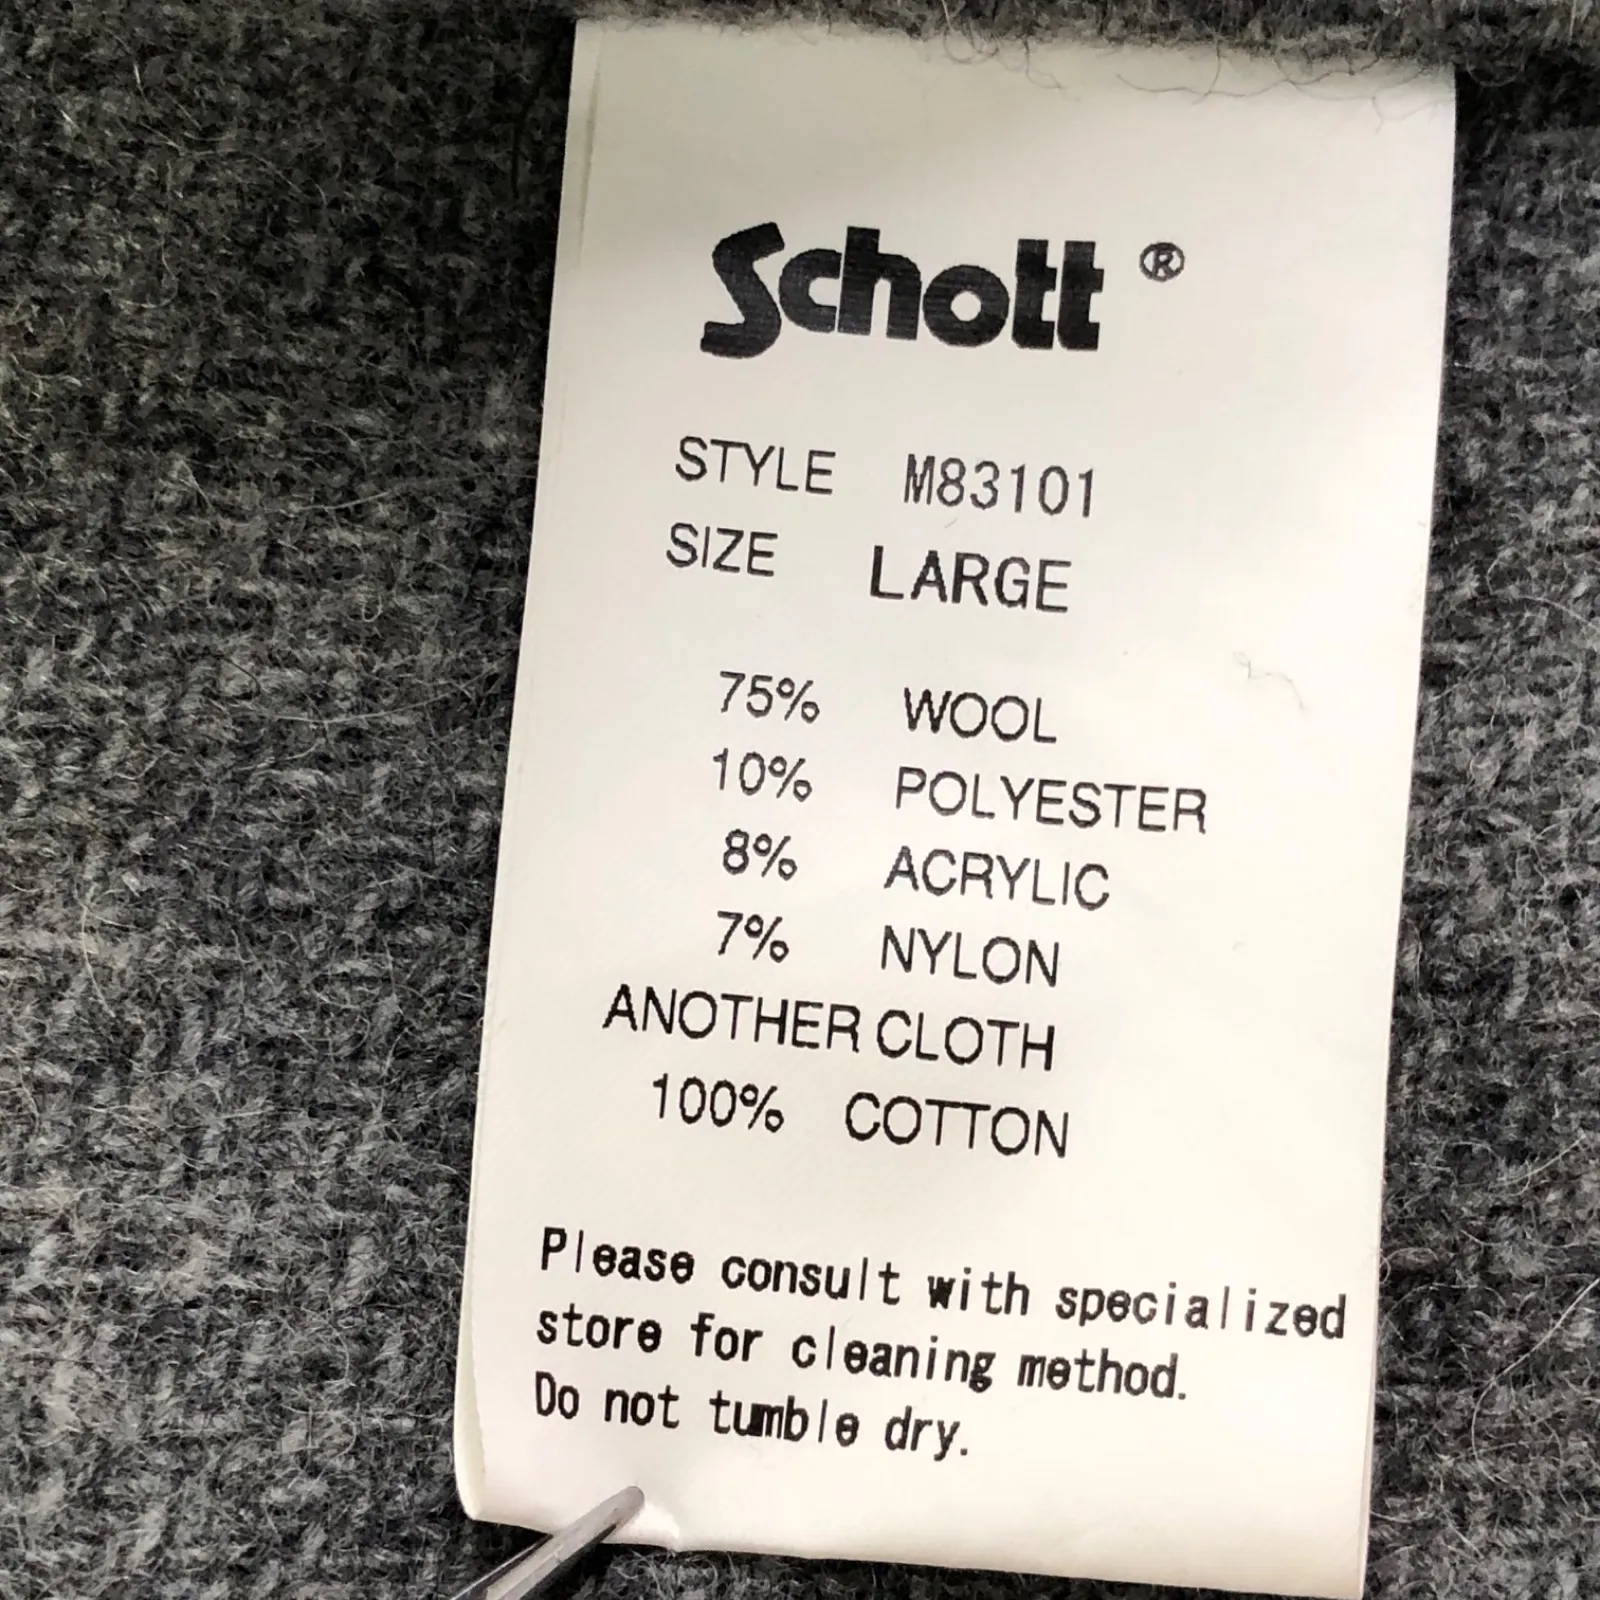 Schott ®
STYLE M83101
SIZE LARGE
75% WOOL
10% POLYESTER
8% ACRYLIC
7% NYLON
ANOTHER CLOTH
100% COTTON
Please consult with specialized
store for cleaning method.
Do not tumble dry.